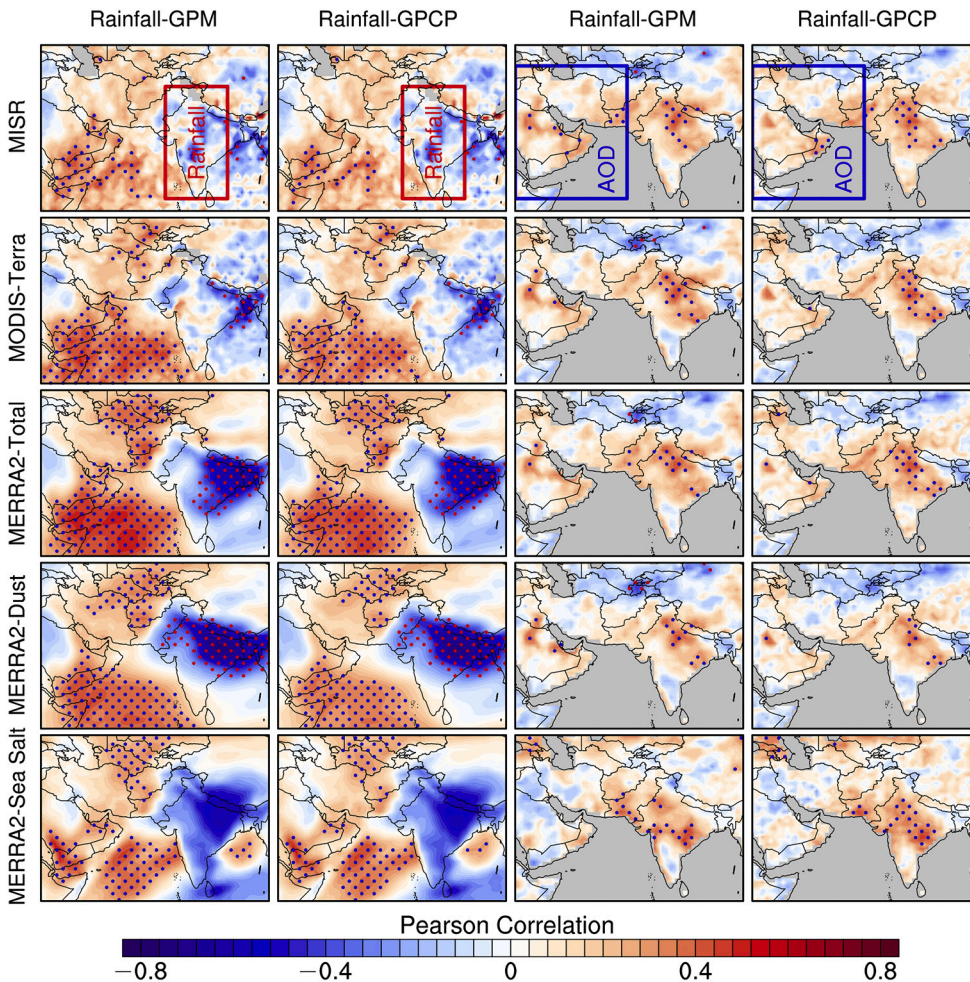 Rainfall-GPM Rainfall-GPCP Rainfall-GPM Rainfall-GPCP
MISR
Rainfall
Rainfall
AOD
AOD
MODIS-Terra
MERRA2-Total
MERRA2-Dust
MERRA2-Sea Salt
Pearson Correlation
−0.8 −0.4 0 0.4 0.8